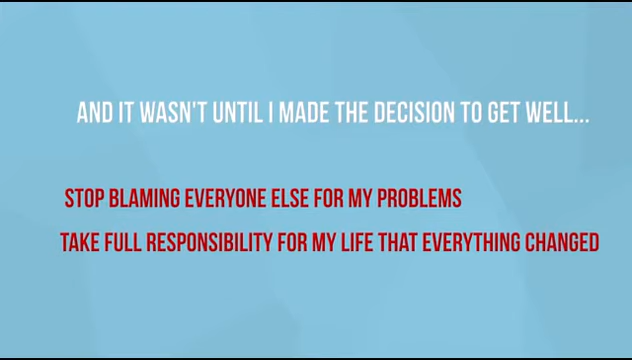 AND IT WASN'T UNTIL I MADE THE DECISION TO GET WELL...
STOP BLAMING EVERYONE ELSE FOR MY PROBLEMS
TAKE FULL RESPONSIBILITY FOR MY LIFE THAT EVERYTHING CHANGED